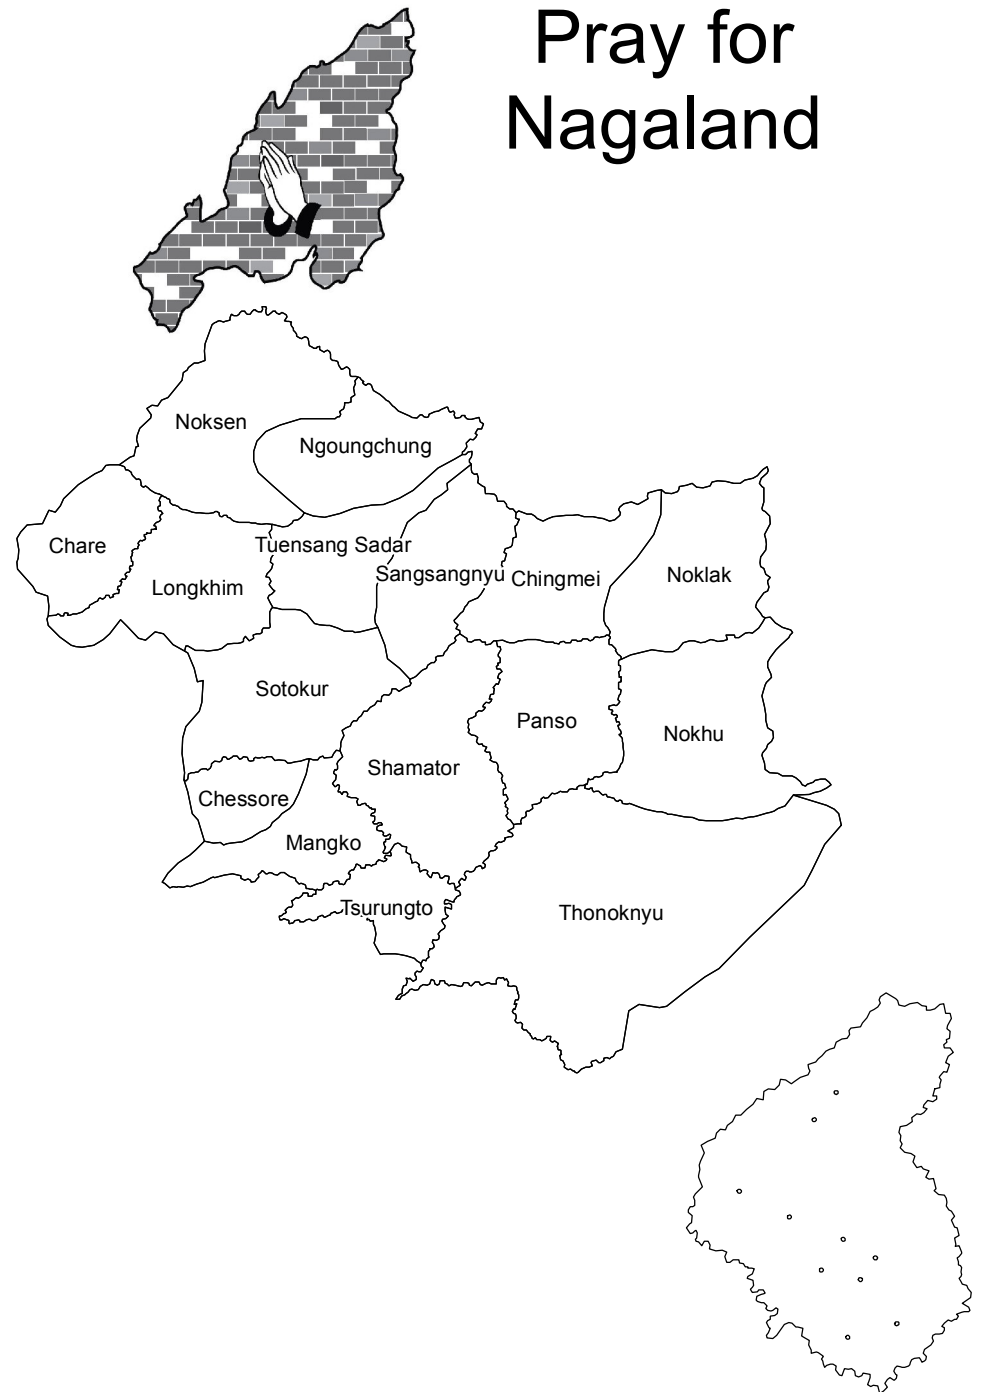 Pray for
Nagaland
Noksen
Ngoungchung
Chare
Tuensang Sadar
Longkhim
Sangsangnyu
Chingmei
Noklak
Sotokur
Panso
Nokhu
Shamator
Chessore
Mangko
Tsurungto
Thonoknyu